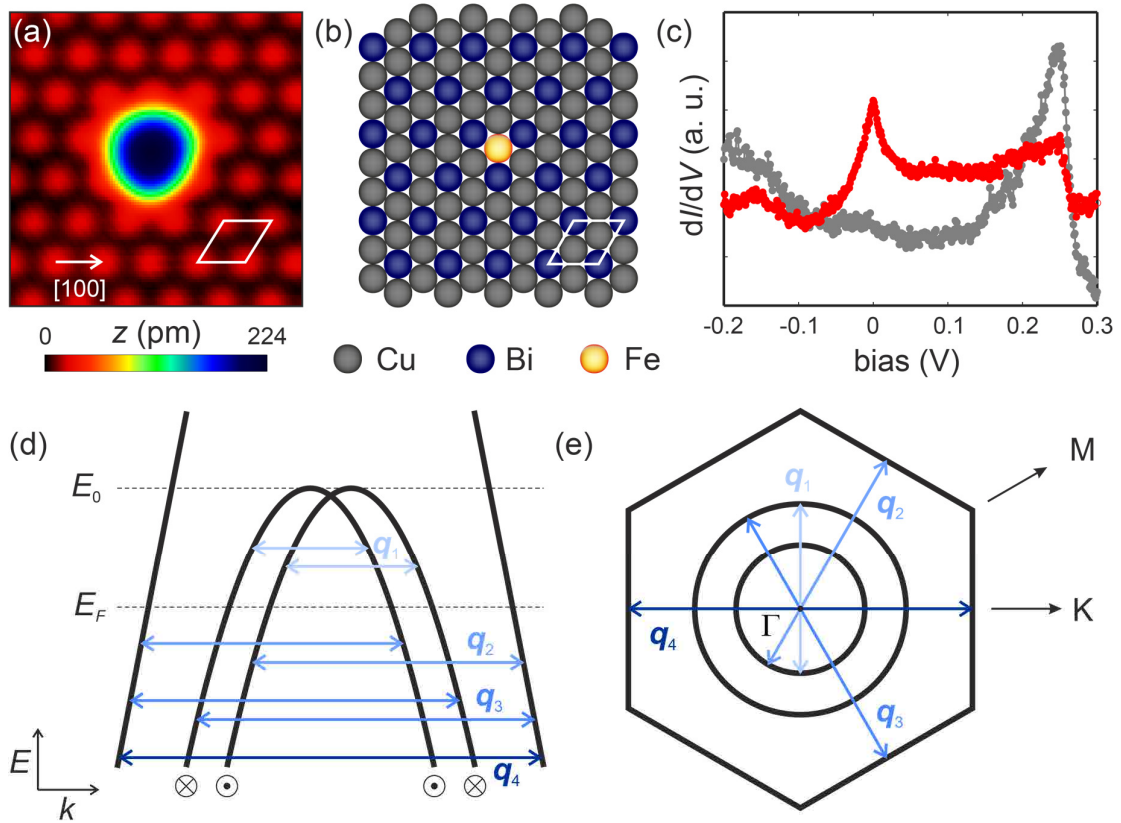 (a)
[100]
0 z (pm) 224
(b)
Cu Bi Fe
(c)
dI/dV (a. u.)
-0.2 -0.1 0 0.1 0.2 0.3
bias (V)
(d)
E₀
E_F
q₁
q₂
q₃
q₄
E
k
(e)
M
K
Γ
q₁
q₂
q₃
q₄